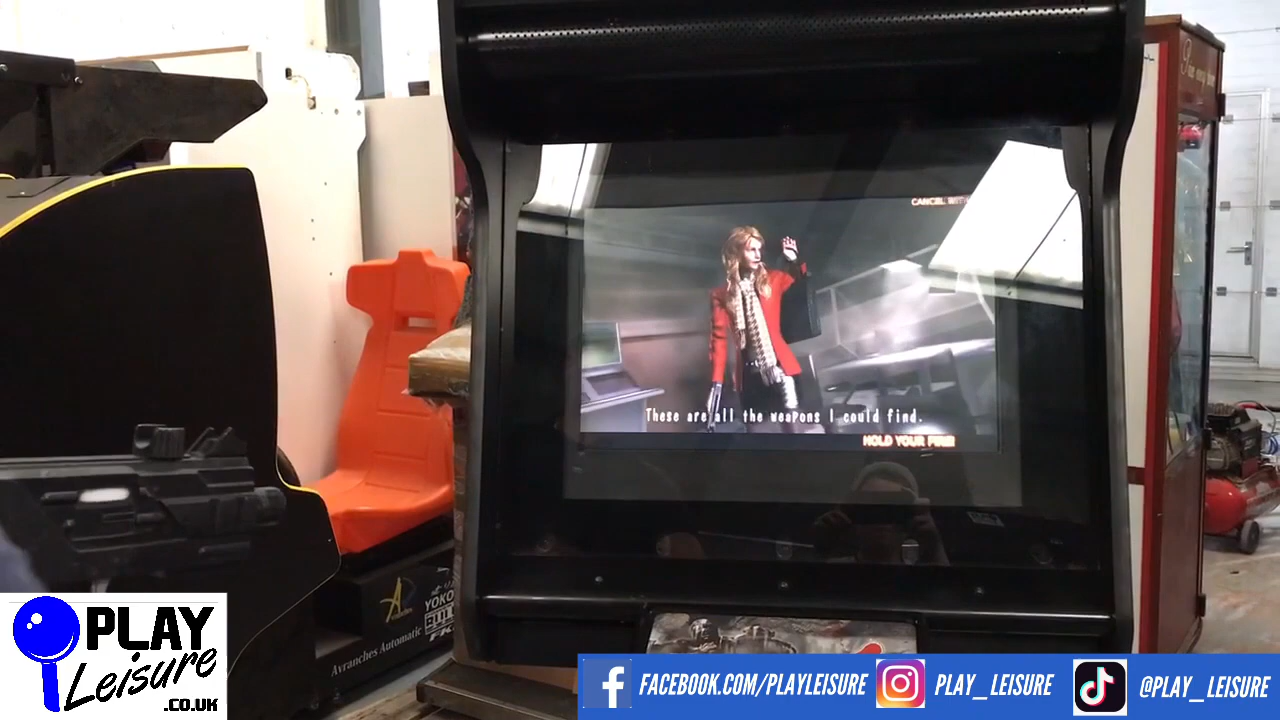 CANCEL WITH
These are all the weapons I could find.
HOLD YOUR FIRE!
YOKO
Avranches Automatic
PLAY
Leisure
.CO.UK
FACEBOOK.COM/PLAYLEISURE
PLAY_LEISURE
@PLAY_LEISURE